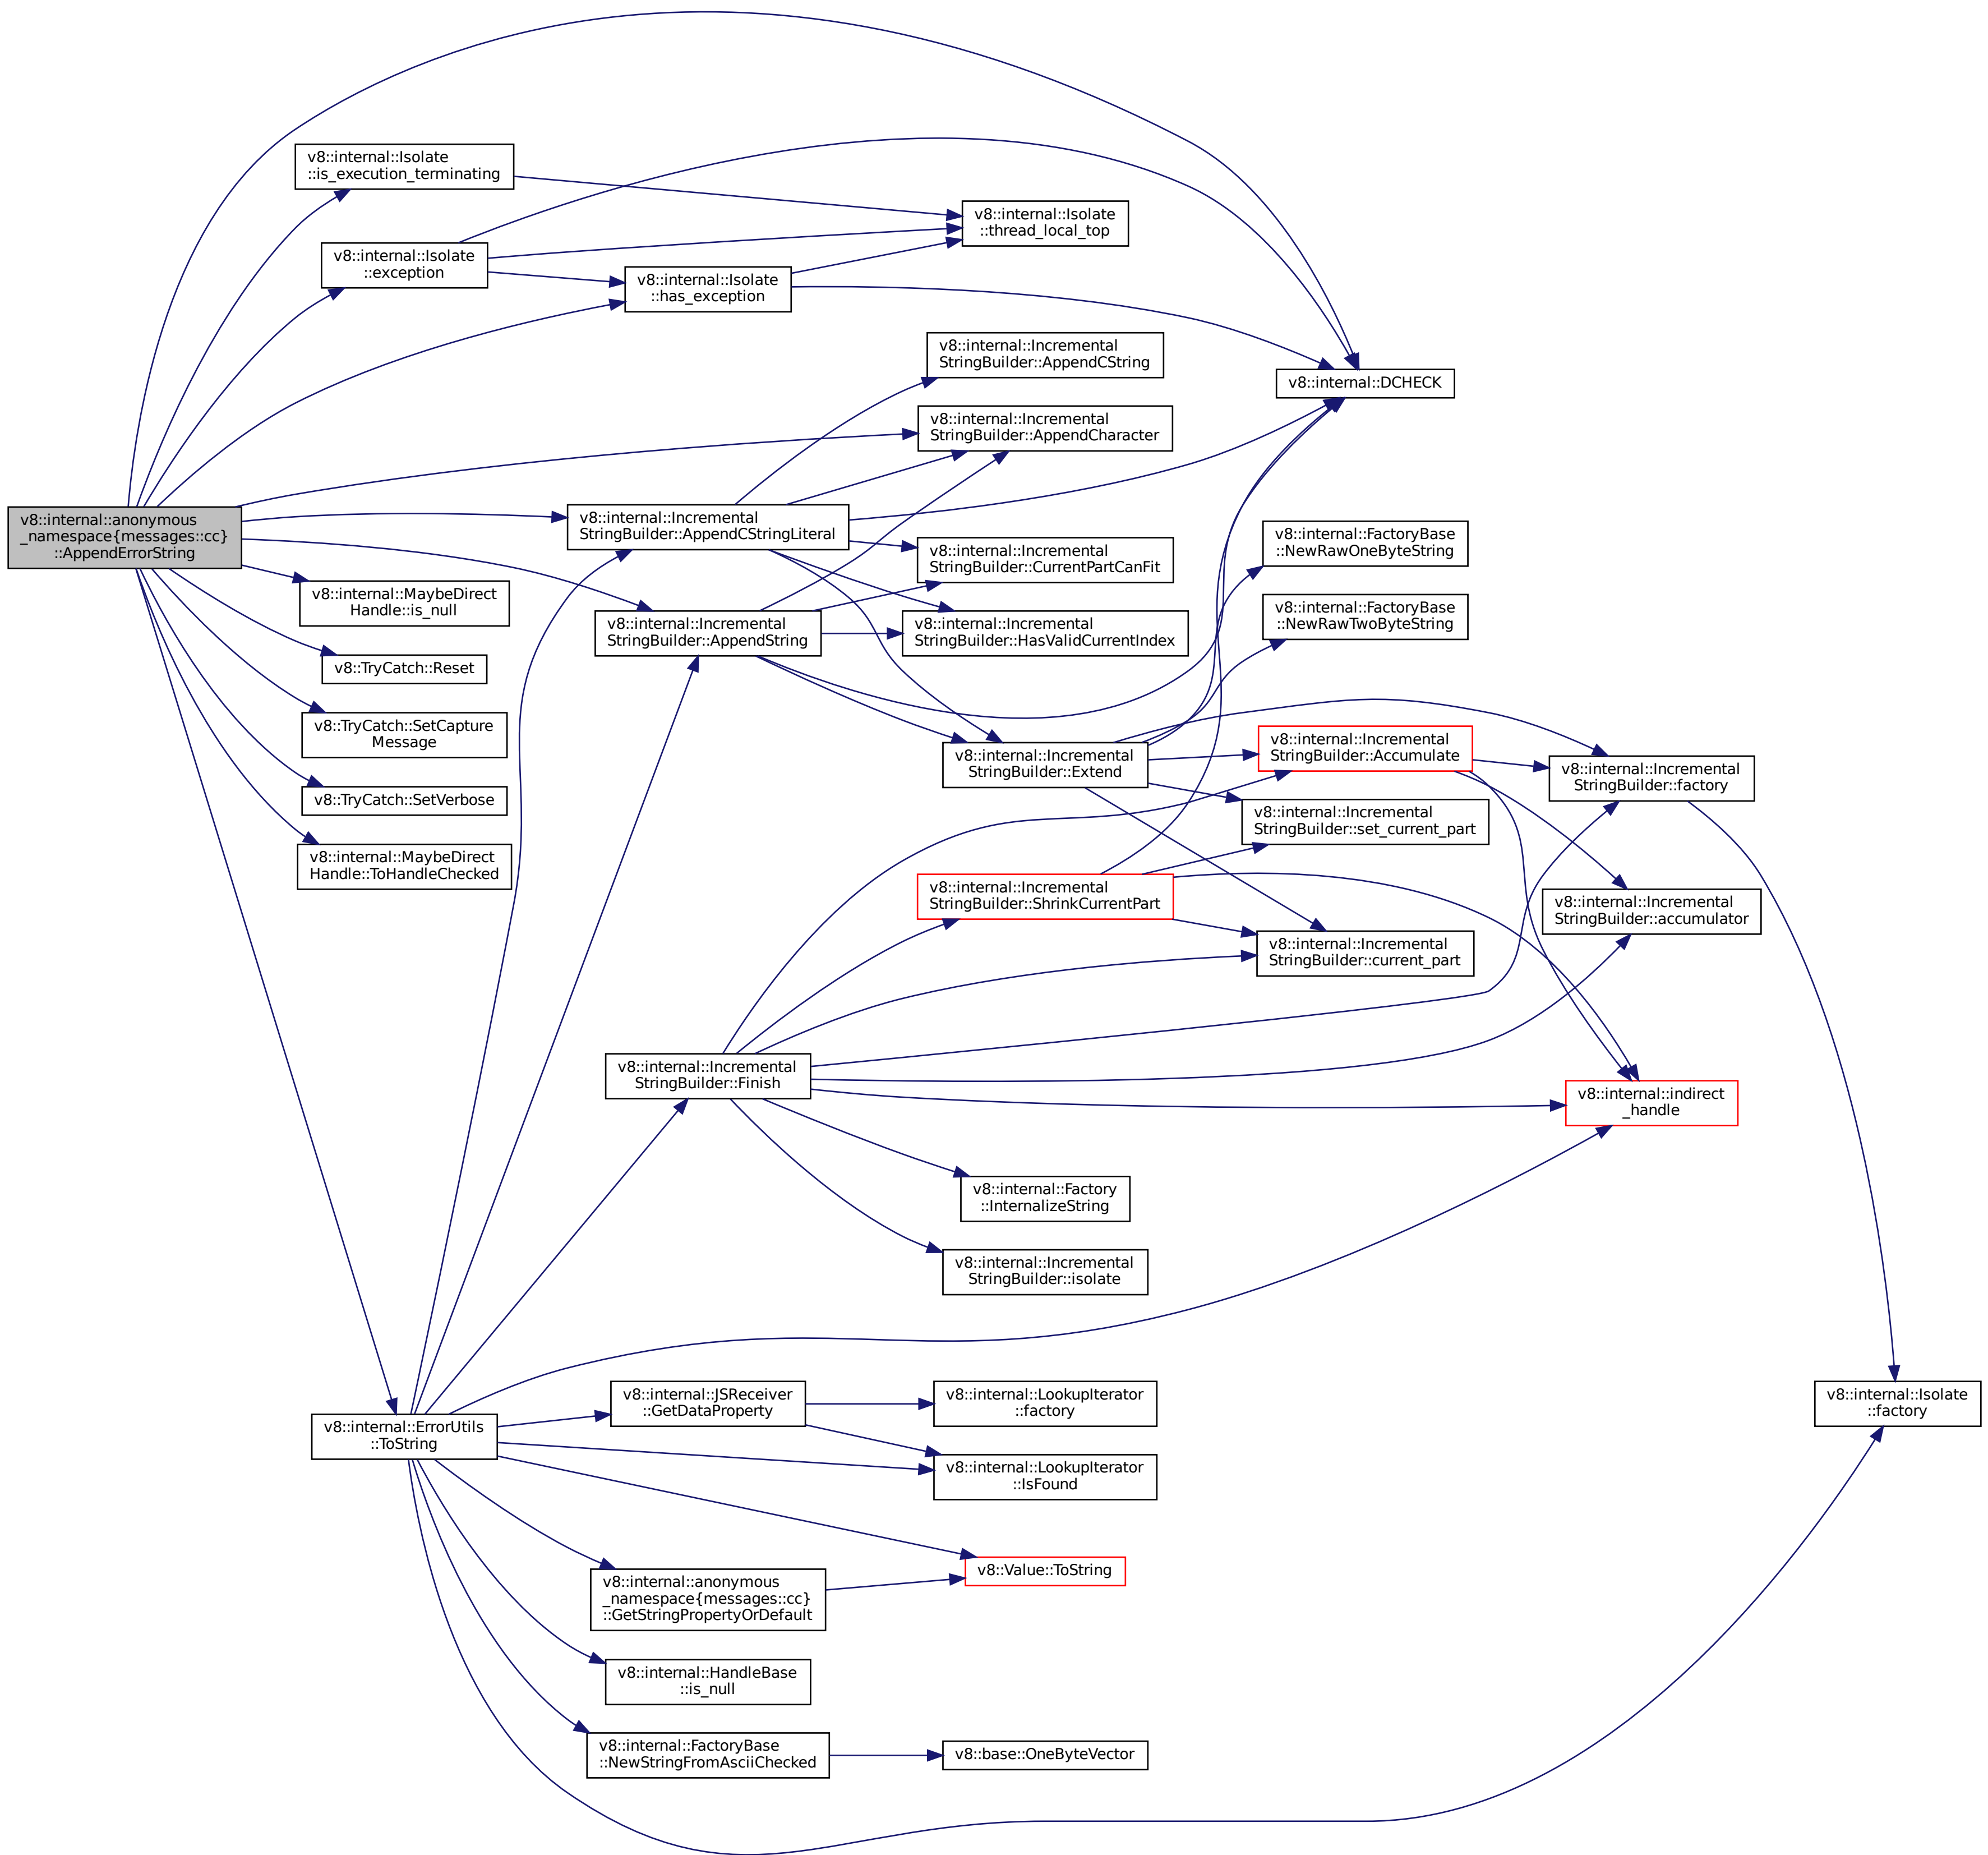 v8::internal::anonymous
_namespace{messages::cc}
::AppendErrorString
v8::internal::Isolate
::is_execution_terminating
v8::internal::Isolate
::exception
v8::internal::Isolate
::thread_local_top
v8::internal::Isolate
::has_exception
v8::internal::Incremental
StringBuilder::AppendCString
v8::internal::DCHECK
v8::internal::Incremental
StringBuilder::AppendCharacter
v8::internal::Incremental
StringBuilder::AppendCStringLiteral
v8::internal::Incremental
StringBuilder::CurrentPartCanFit
v8::internal::FactoryBase
::NewRawOneByteString
v8::internal::MaybeDirect
Handle::is_null
v8::internal::Incremental
StringBuilder::AppendString
v8::internal::Incremental
StringBuilder::HasValidCurrentIndex
v8::internal::FactoryBase
::NewRawTwoByteString
v8::TryCatch::Reset
v8::TryCatch::SetCapture
Message
v8::internal::Incremental
StringBuilder::Extend
v8::internal::Incremental
StringBuilder::Accumulate
v8::internal::Incremental
StringBuilder::factory
v8::TryCatch::SetVerbose
v8::internal::Incremental
StringBuilder::set_current_part
v8::internal::MaybeDirect
Handle::ToHandleChecked
v8::internal::Incremental
StringBuilder::ShrinkCurrentPart
v8::internal::Incremental
StringBuilder::accumulator
v8::internal::Incremental
StringBuilder::current_part
v8::internal::Incremental
StringBuilder::Finish
v8::internal::indirect
_handle
v8::internal::Factory
::InternalizeString
v8::internal::Incremental
StringBuilder::isolate
v8::internal::ErrorUtils
::ToString
v8::internal::JSReceiver
::GetDataProperty
v8::internal::LookupIterator
::factory
v8::internal::Isolate
::factory
v8::internal::LookupIterator
::IsFound
v8::Value::ToString
v8::internal::anonymous
_namespace{messages::cc}
::GetStringPropertyOrDefault
v8::internal::HandleBase
::is_null
v8::internal::FactoryBase
::NewStringFromAsciiChecked
v8::base::OneByteVector